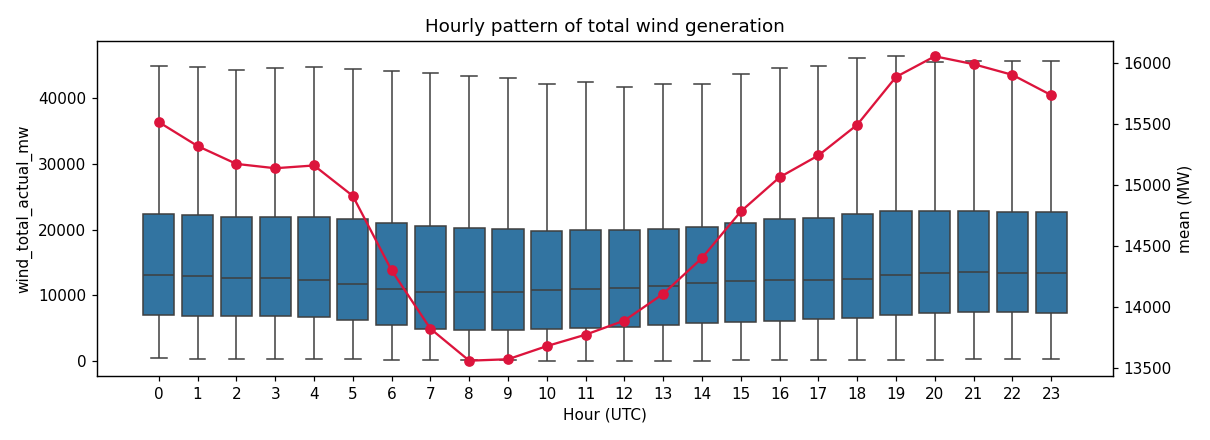 Hourly pattern of total wind generation
wind_total_actual_mw
40000
30000
20000
10000
0
16000
15500
15000
14500
14000
13500
mean (MW)
0 1 2 3 4 5 6 7 8 9 10 11 12 13 14 15 16 17 18 19 20 21 22 23
Hour (UTC)